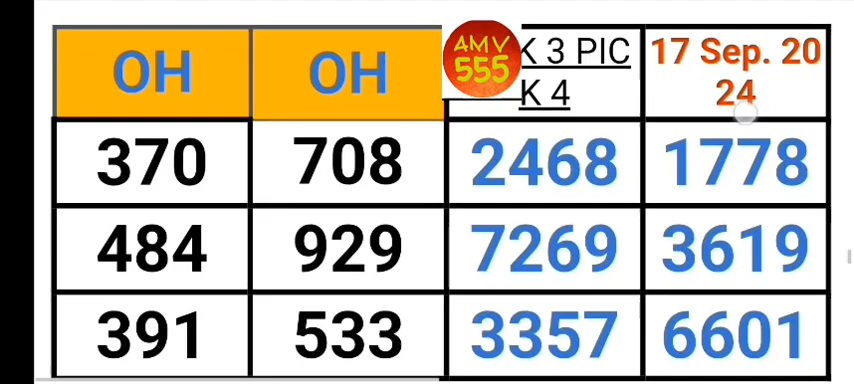 OH OH K 3 PIC 17 Sep. 20
AMV
555
K 4 24
370 708 2468 1778
484 929 7269 3619
391 533 3357 6601